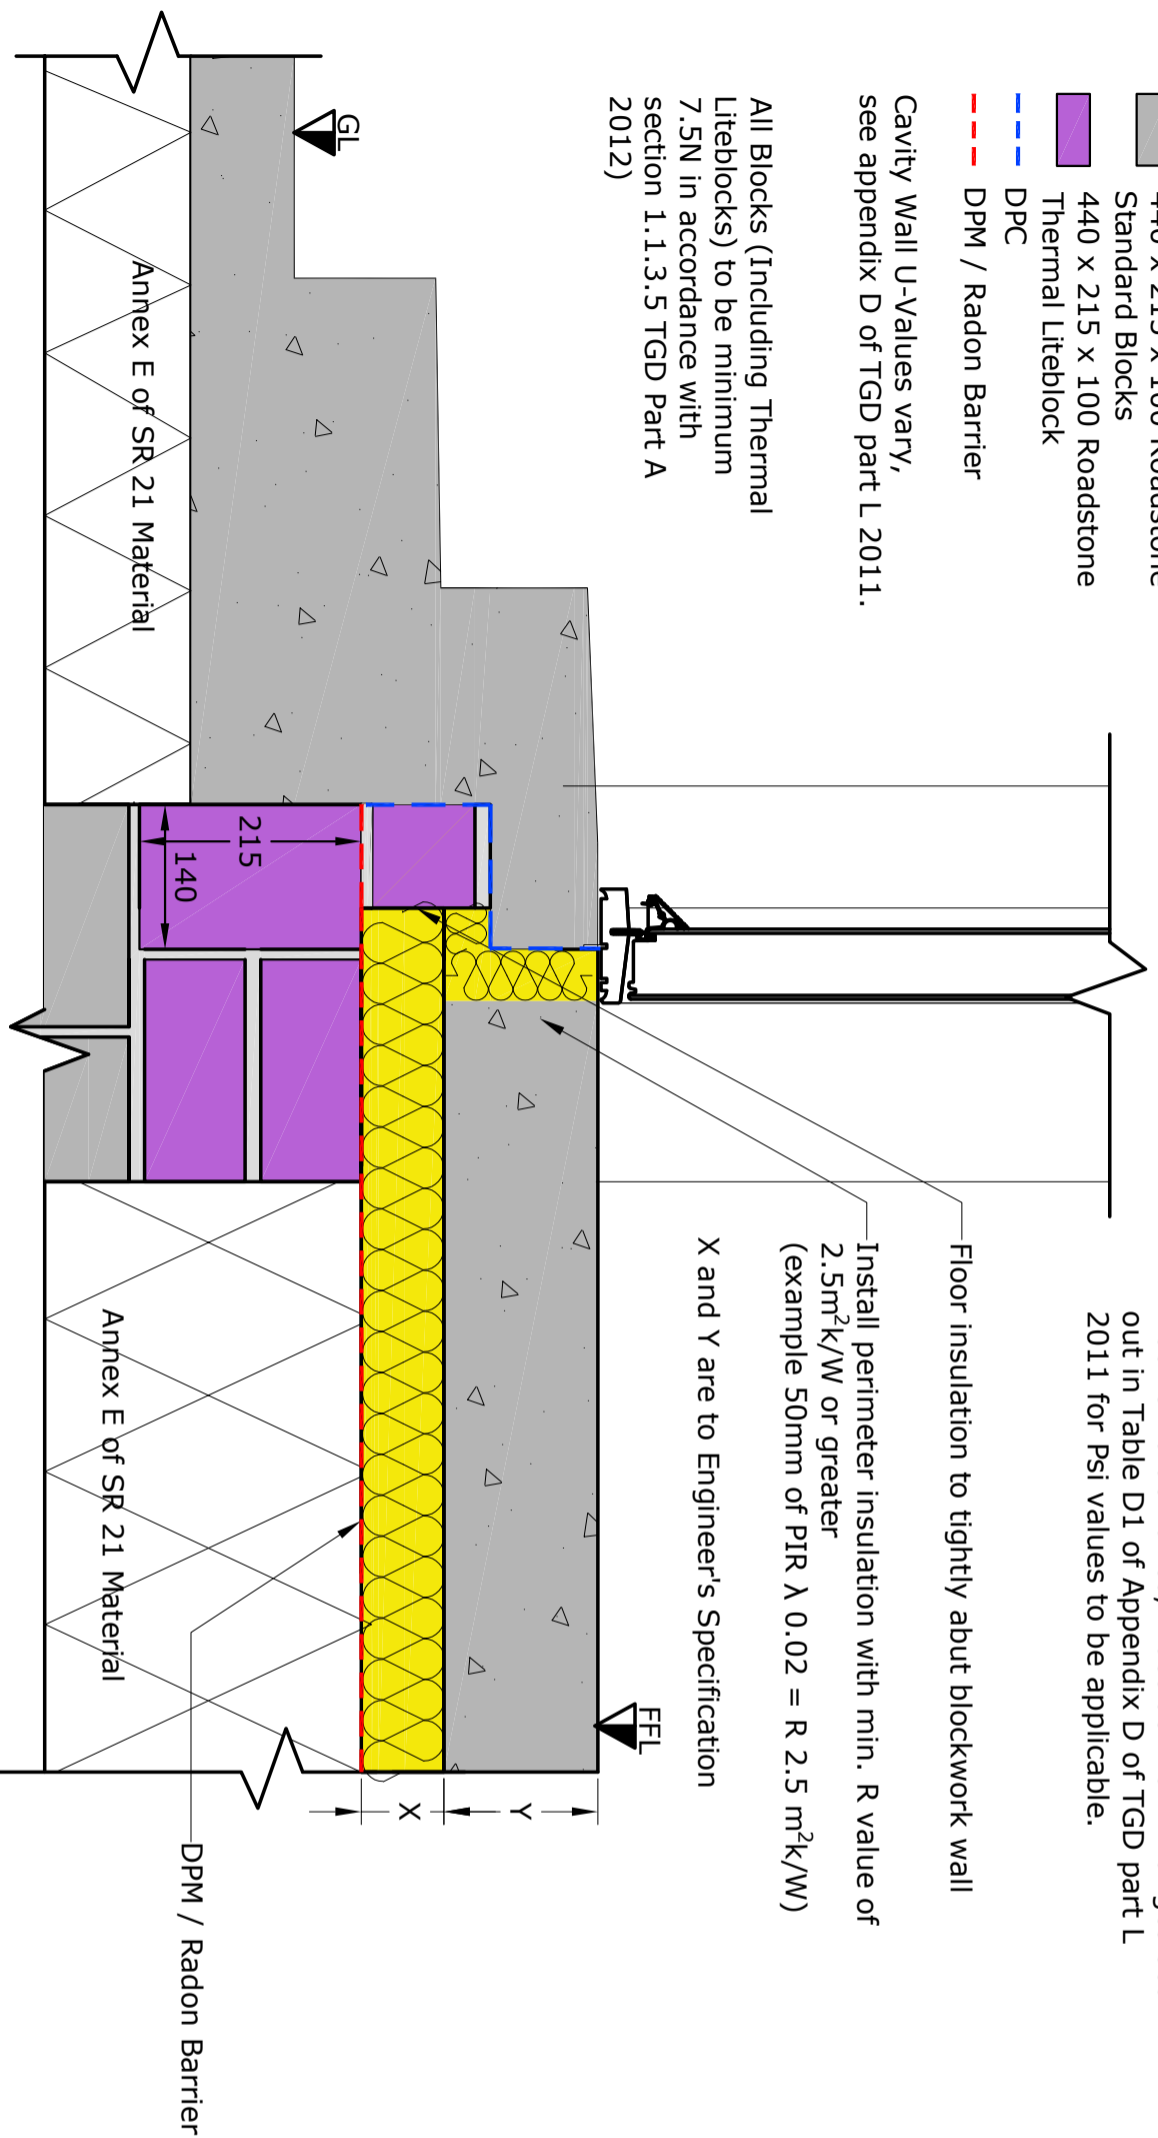 Standard Blocks
440 x 215 x 100 Roadstone
Thermal Liteblock
DPC
DPM / Radon Barrier
Cavity Wall U-Values vary,
see appendix D of TGD part L 2011.
All Blocks (Including Thermal
Liteblocks) to be minimum
7.5N in accordance with
section 1.1.3.5 TGD Part A
2012)
GL
Annex E of SR 21 Material
215
140
out in Table D1 of Appendix D of TGD part L
2011 for Psi values to be applicable.
Floor insulation to tightly abut blockwork wall
Install perimeter insulation with min. R value of
2.5m²k/W or greater
(example 50mm of PIR λ 0.02 = R 2.5 m²k/W)
X and Y are to Engineer's Specification
FFL
Y
X
Annex E of SR 21 Material
DPM / Radon Barrier